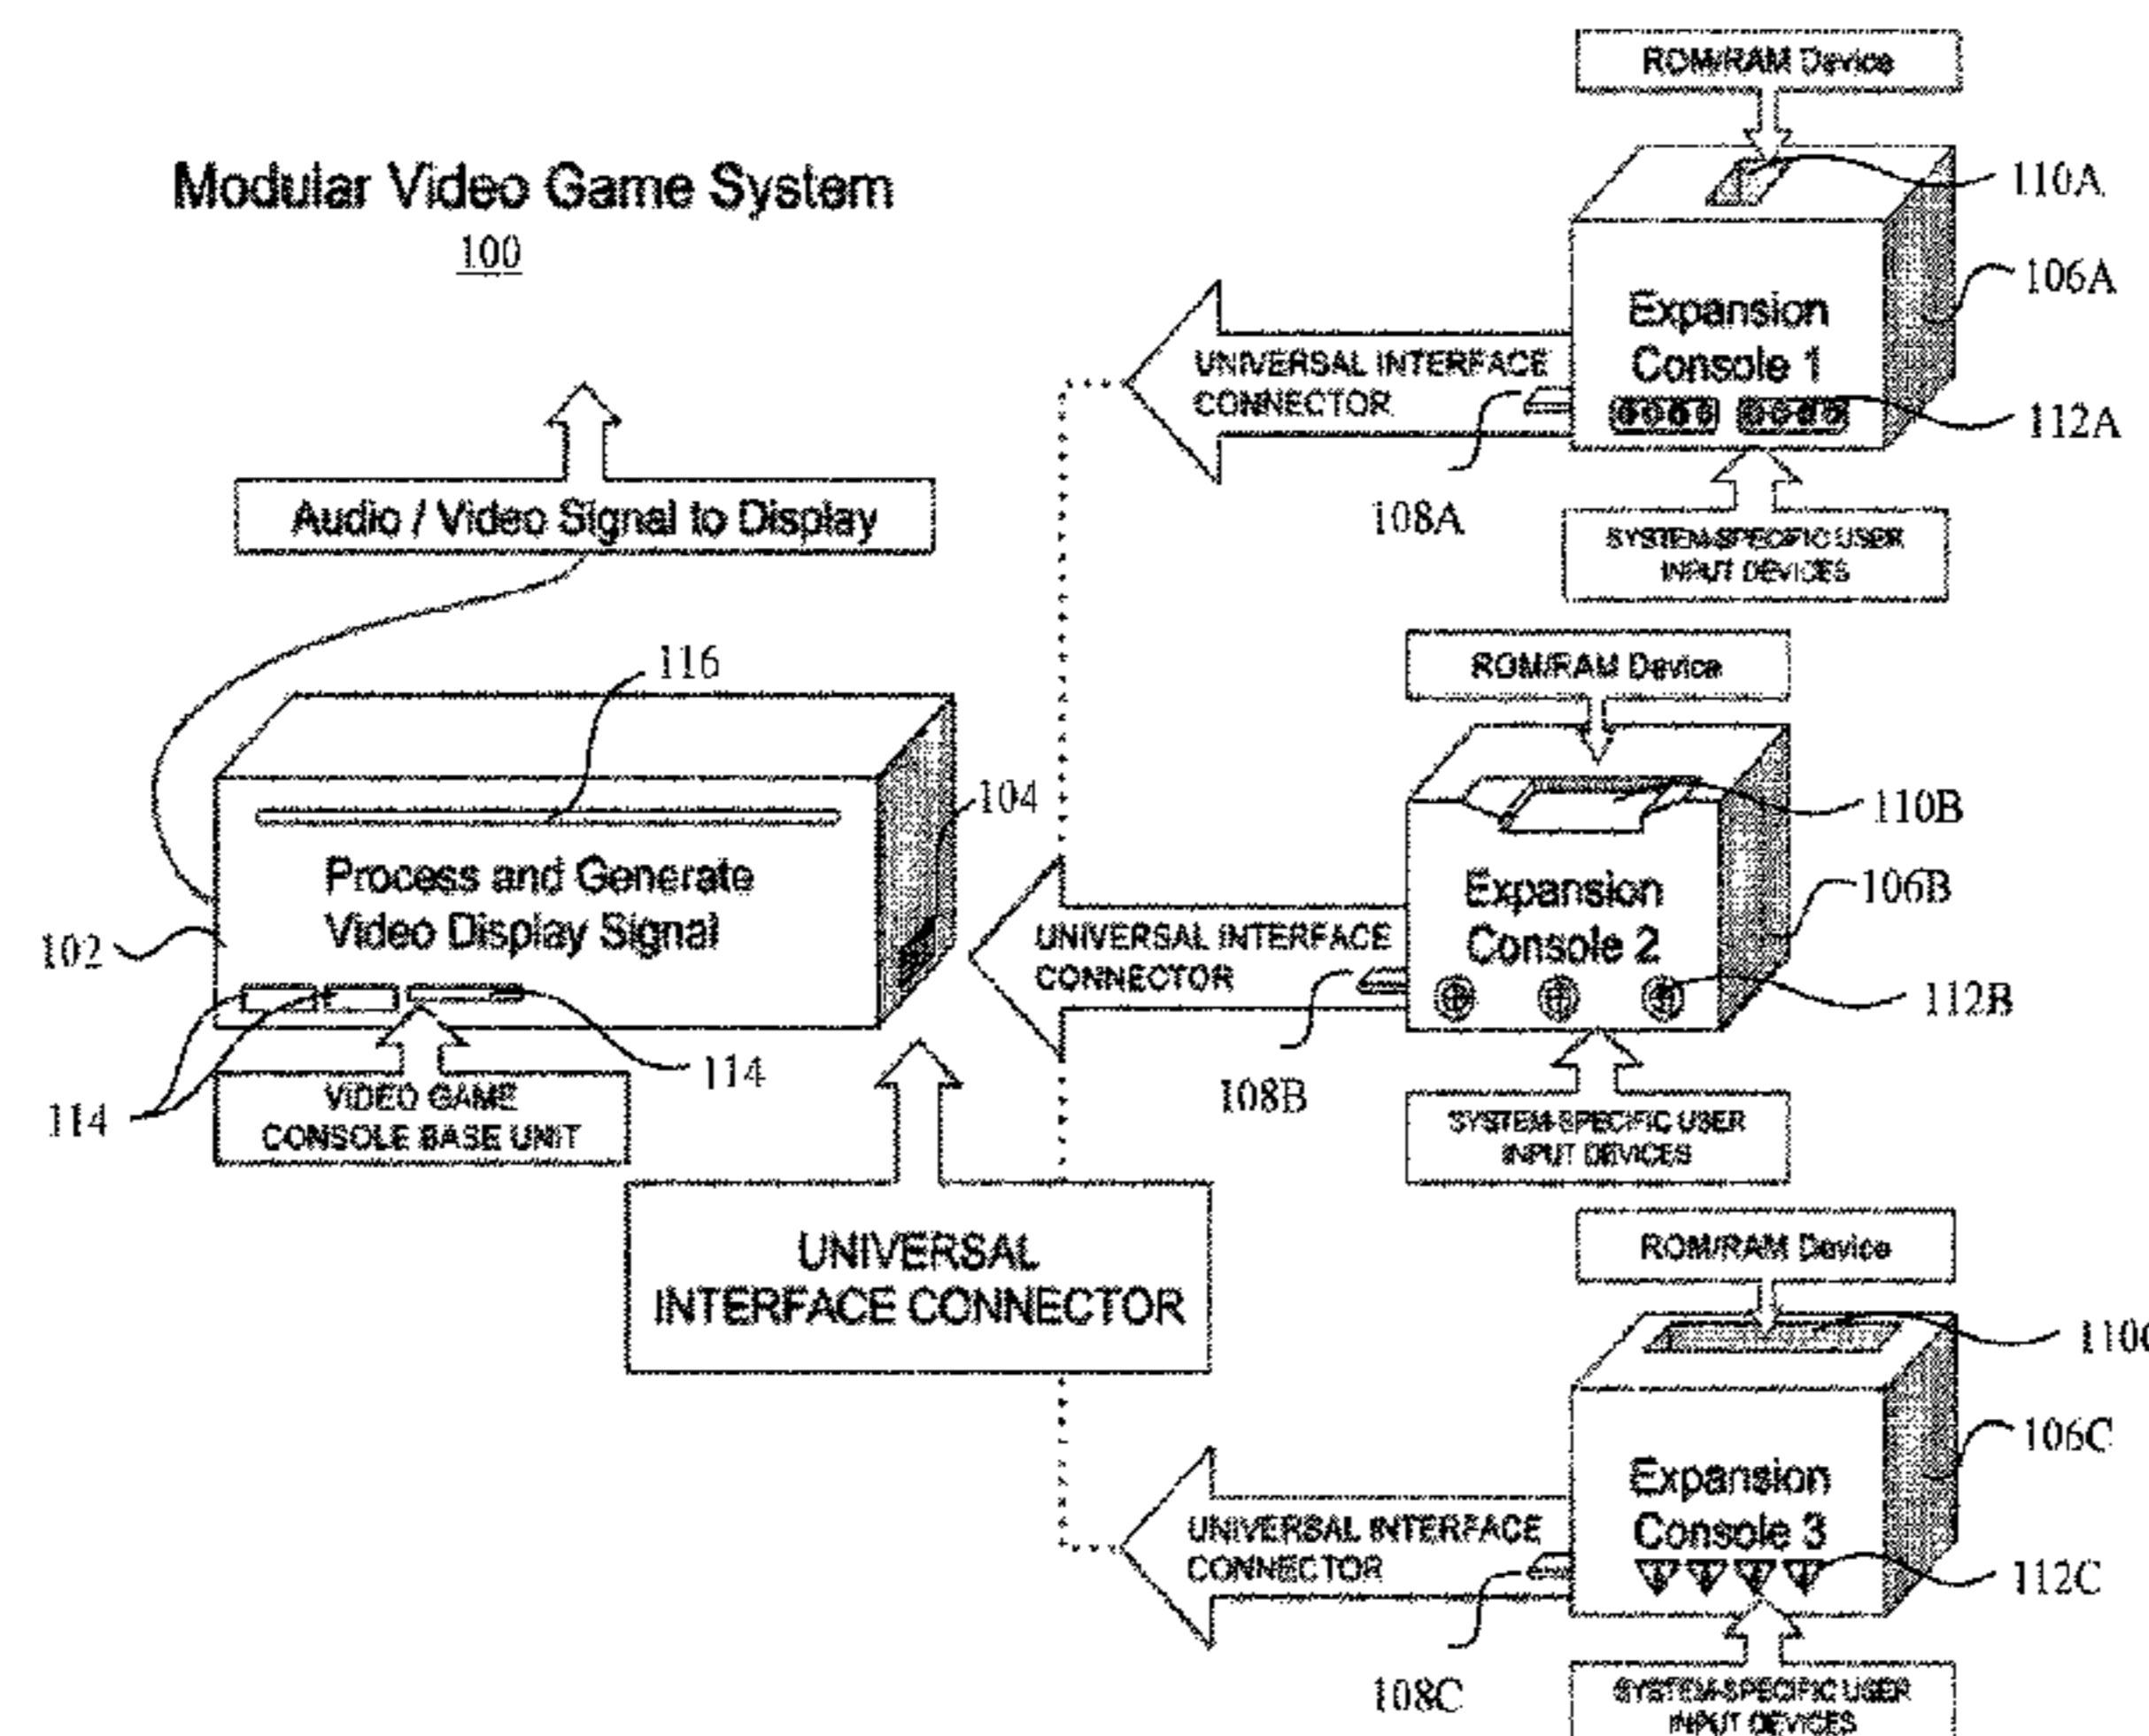 Modular Video Game System
100
Audio / Video Signal to Display
116
104
Process and Generate
Video Display Signal
102
114
114
VIDEO GAME
CONSOLE BASE UNIT
UNIVERSAL
INTERFACE CONNECTOR
ROM/RAM Device
110A
106A
Expansion
Console 1
UNIVERSAL INTERFACE
CONNECTOR
112A
108A
SYSTEM-SPECIFIC USER
INPUT DEVICES
ROM/RAM Device
110B
Expansion
Console 2
106B
UNIVERSAL INTERFACE
CONNECTOR
112B
108B
SYSTEM-SPECIFIC USER
INPUT DEVICES
ROM/RAM Device
110C
106C
Expansion
Console 3
UNIVERSAL INTERFACE
CONNECTOR
112C
108C
SYSTEM-SPECIFIC USER
INPUT DEVICES